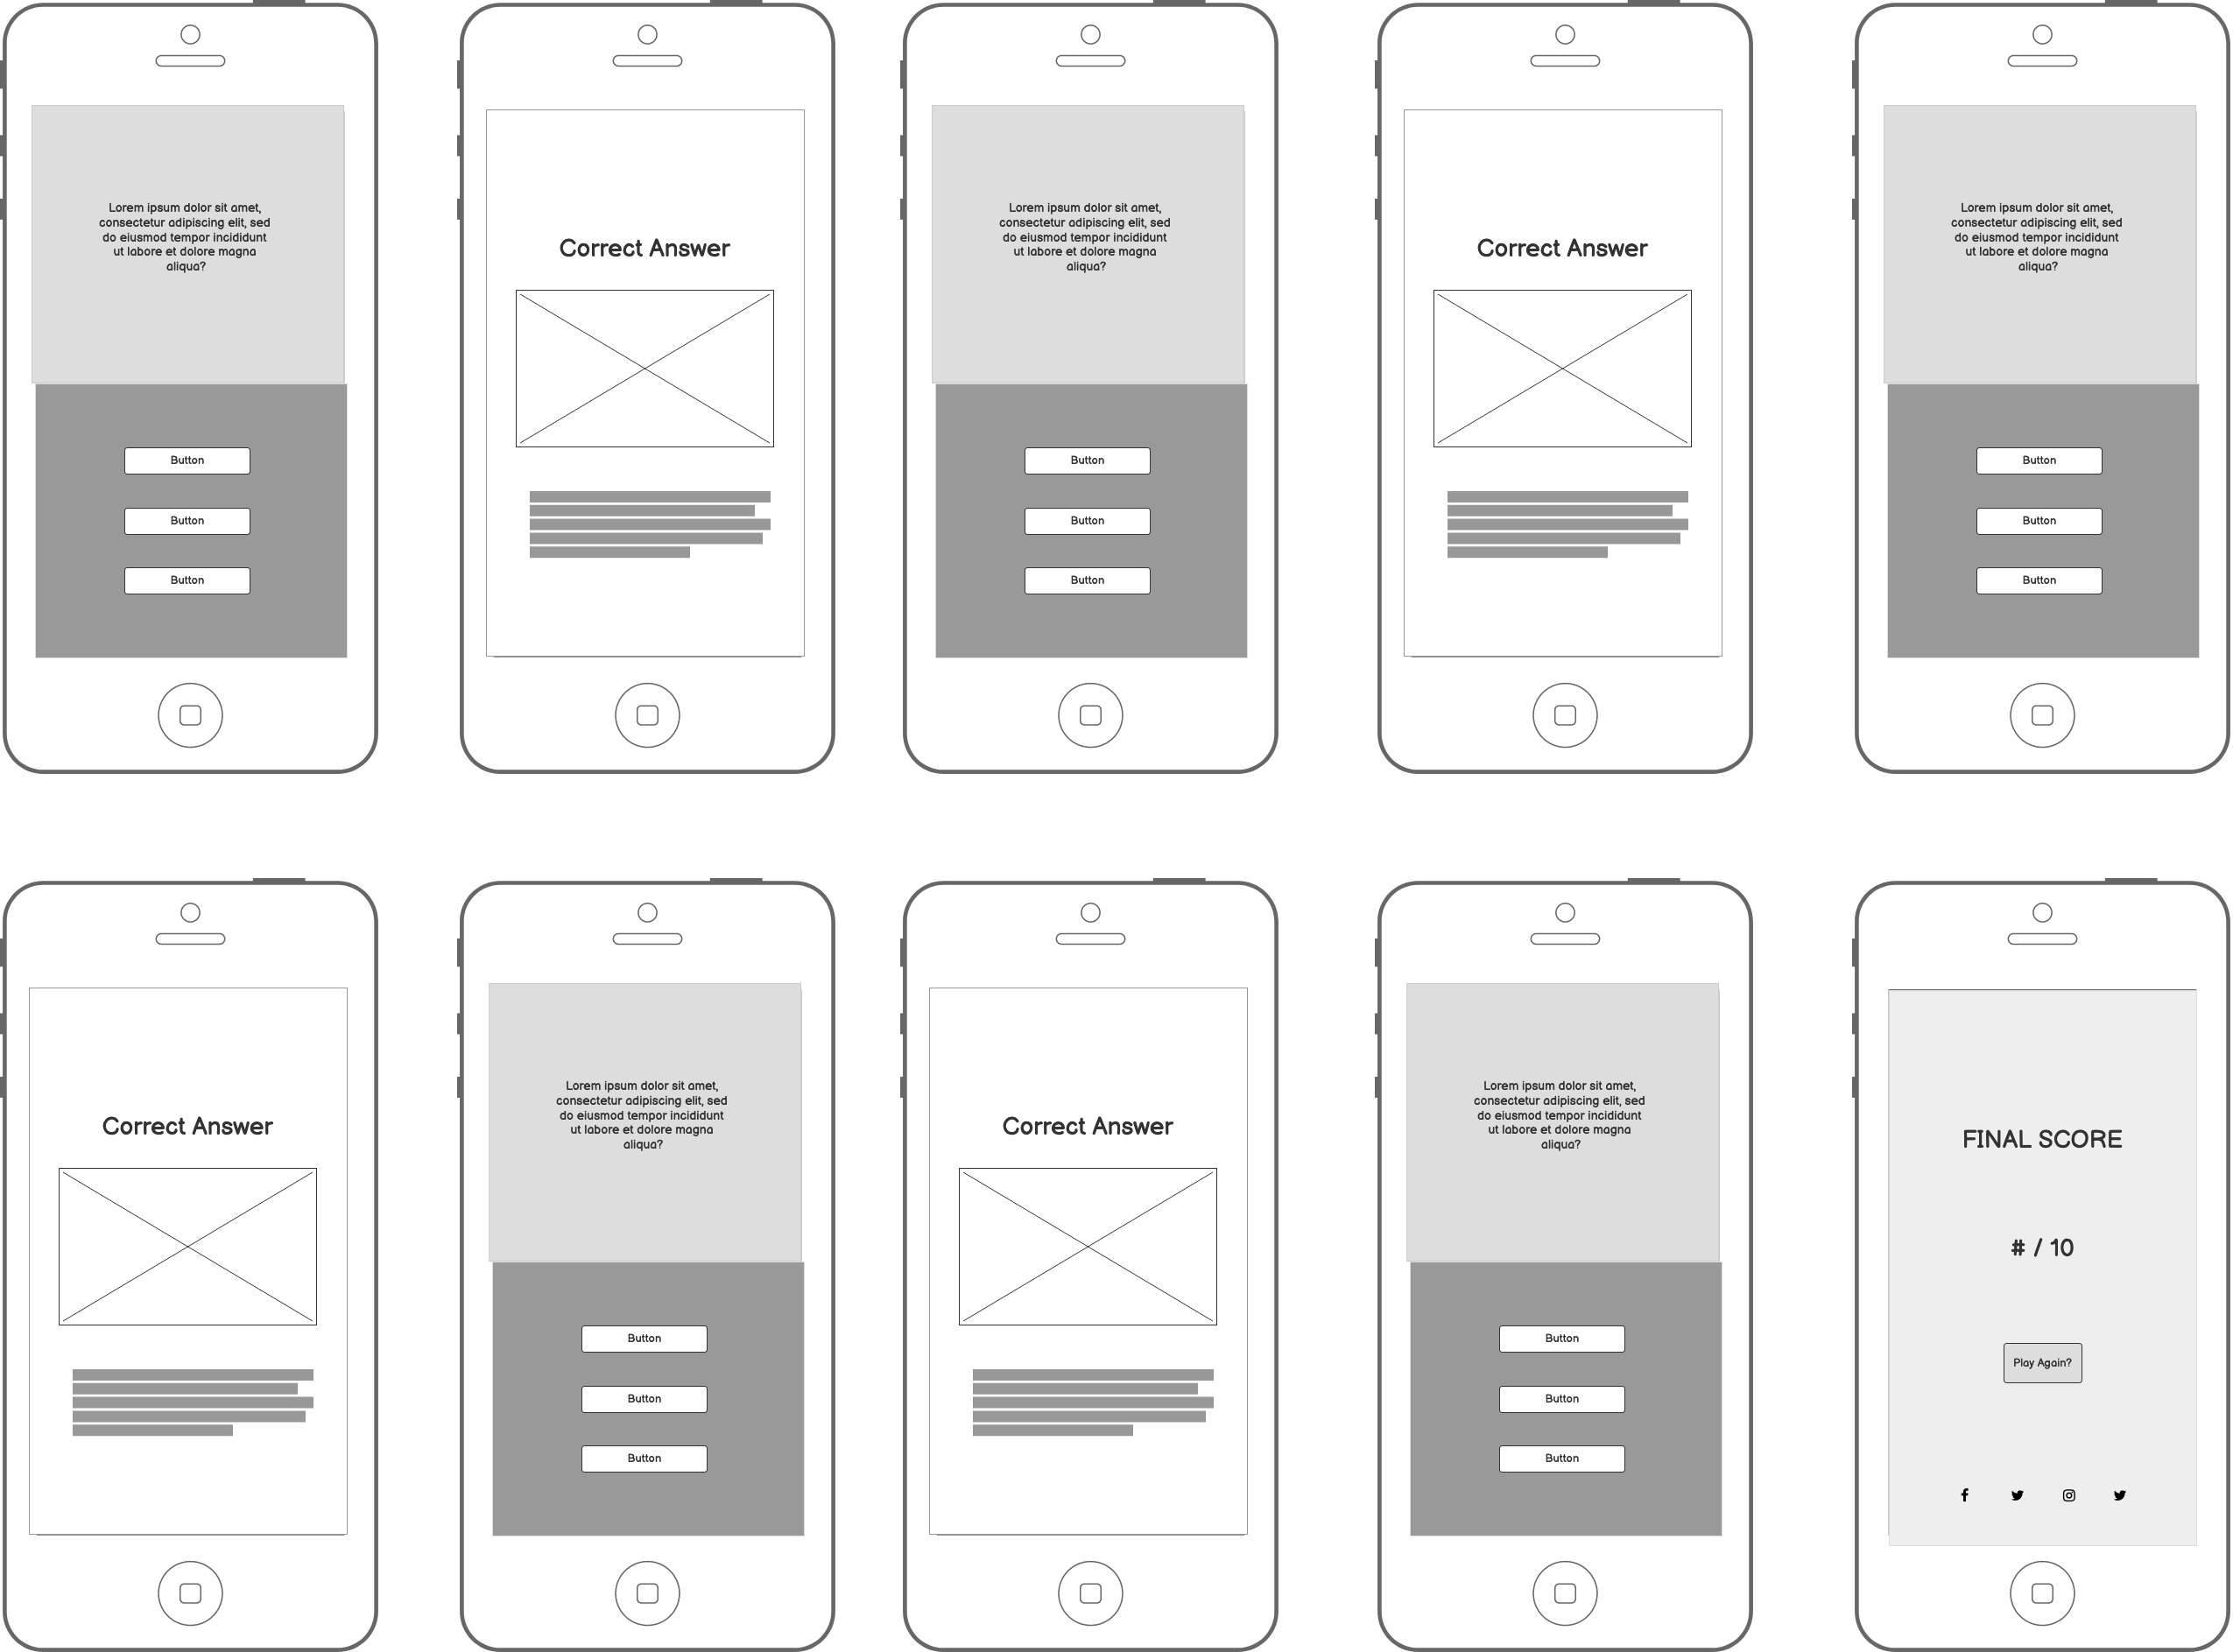 Lorem ipsum dolor sit amet,
consectetur adipiscing elit, sed
do eiusmod tempor incididunt
ut labore et dolore magna
aliqua?
Button
Button
Button
Correct Answer
Lorem ipsum dolor sit amet,
consectetur adipiscing elit, sed
do eiusmod tempor incididunt
ut labore et dolore magna
aliqua?
Button
Button
Button
Correct Answer
Lorem ipsum dolor sit amet,
consectetur adipiscing elit, sed
do eiusmod tempor incididunt
ut labore et dolore magna
aliqua?
Button
Button
Button
Correct Answer
Lorem ipsum dolor sit amet,
consectetur adipiscing elit, sed
do eiusmod tempor incididunt
ut labore et dolore magna
aliqua?
Button
Button
Button
Correct Answer
Lorem ipsum dolor sit amet,
consectetur adipiscing elit, sed
do eiusmod tempor incididunt
ut labore et dolore magna
aliqua?
Button
Button
Button
FINAL SCORE
# / 10
Play Again?